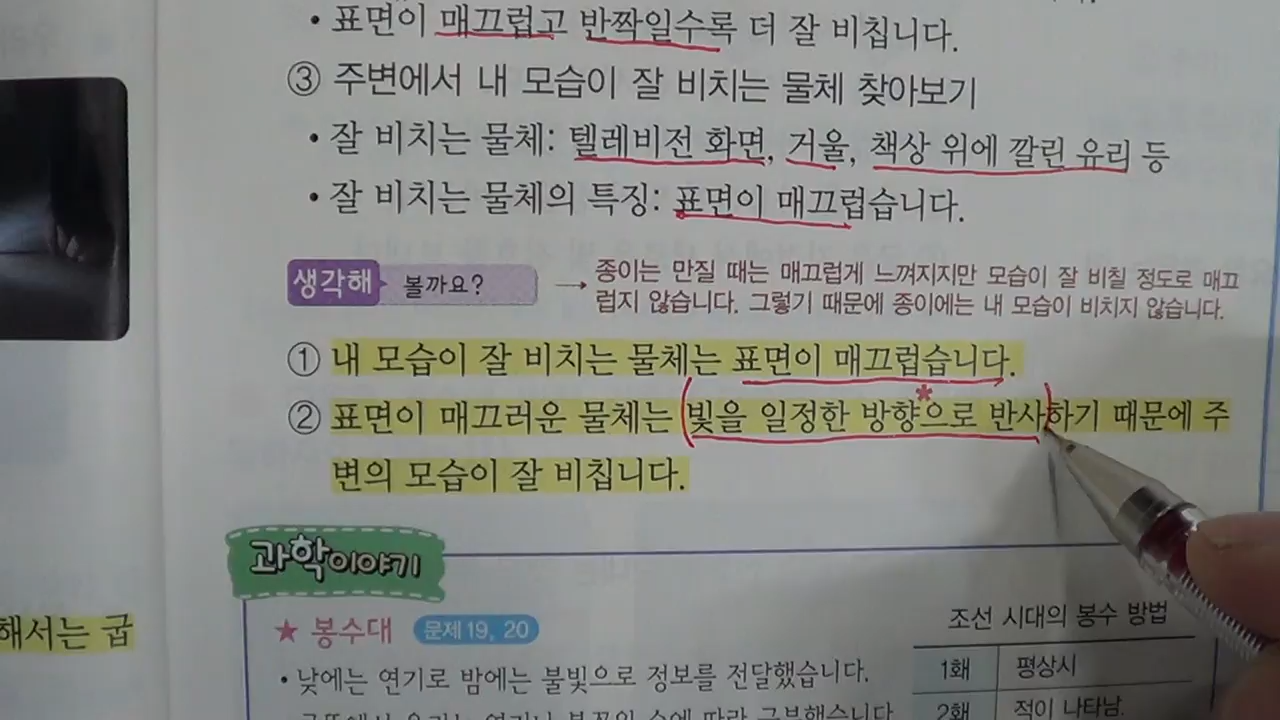 • 표면이 매끄럽고 반짝일수록 더 잘 비칩니다.
③ 주변에서 내 모습이 잘 비치는 물체 찾아보기
• 잘 비치는 물체: 텔레비전 화면, 거울, 책상 위에 깔린 유리 등
• 잘 비치는 물체의 특징: 표면이 매끄럽습니다.
생각해 볼까요?
→ 종이는 만질 때는 매끄럽게 느껴지지만 모습이 잘 비칠 정도로 매끄
럽지 않습니다. 그렇기 때문에 종이에는 내 모습이 비치지 않습니다.
① 내 모습이 잘 비치는 물체는 표면이 매끄럽습니다.
② 표면이 매끄러운 물체는 (빛을 일정한 방향*으로 반사)하기 때문에 주
변의 모습이 잘 비칩니다.
해서는 굽
과학이야기
★ 봉수대 문제 19, 20
• 낮에는 연기로 밤에는 불빛으로 정보를 전달했습니다.
조선 시대의 봉수 방법
1홰 평상시
2홰 적이 나타남.